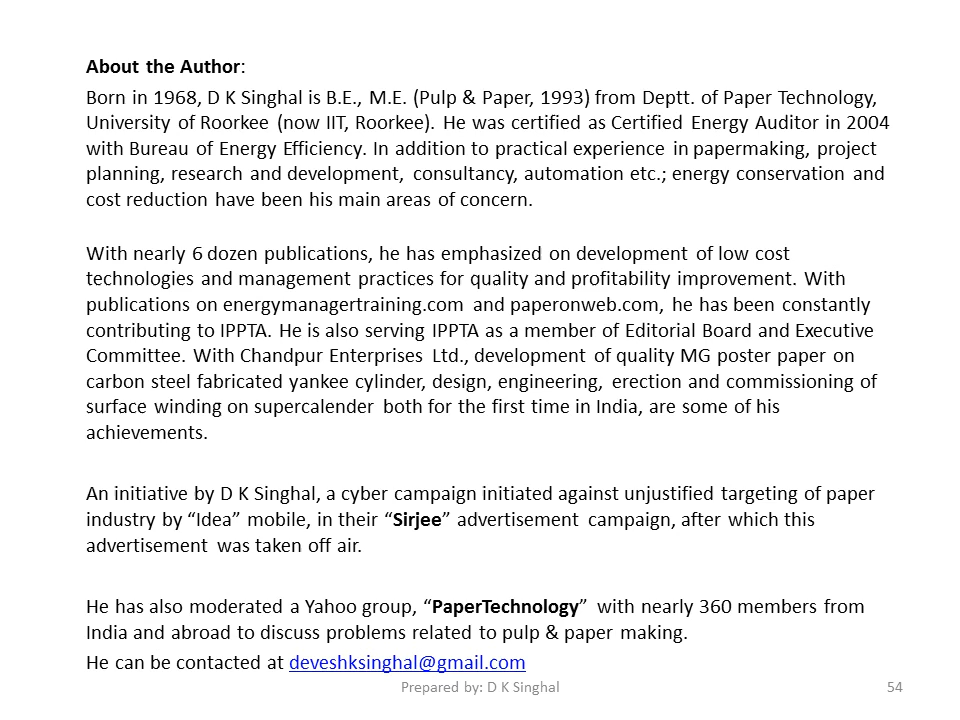 About the Author:
Born in 1968, D K Singhal is B.E., M.E. (Pulp & Paper, 1993) from Deptt. of Paper Technology,
University of Roorkee (now IIT, Roorkee). He was certified as Certified Energy Auditor in 2004
with Bureau of Energy Efficiency. In addition to practical experience in papermaking, project
planning, research and development, consultancy, automation etc.; energy conservation and
cost reduction have been his main areas of concern.
With nearly 6 dozen publications, he has emphasized on development of low cost
technologies and management practices for quality and profitability improvement. With
publications on energymanagertraining.com and paperonweb.com, he has been constantly
contributing to IPPTA. He is also serving IPPTA as a member of Editorial Board and Executive
Committee. With Chandpur Enterprises Ltd., development of quality MG poster paper on
carbon steel fabricated yankee cylinder, design, engineering, erection and commissioning of
surface winding on supercalender both for the first time in India, are some of his
achievements.
An initiative by D K Singhal, a cyber campaign initiated against unjustified targeting of paper
industry by “Idea” mobile, in their “Sirjee” advertisement campaign, after which this
advertisement was taken off air.
He has also moderated a Yahoo group, “PaperTechnology” with nearly 360 members from
India and abroad to discuss problems related to pulp & paper making.
He can be contacted at deveshksinghal@gmail.com
Prepared by: D K Singhal
54